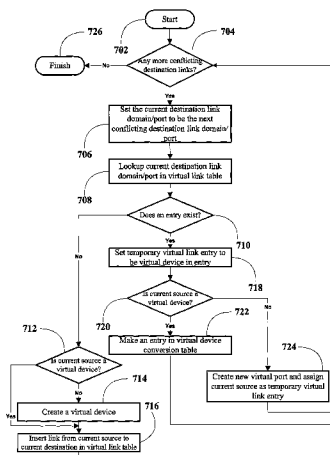 Start
726
702
704
Finish
No
Any more conflicting
destination links?
Yes
Set the current destination link
domain/port to be the next
conflicting destination link domain/
port
706
Lookup current destination link
domain/port in virtual link table
708
Does an entry exist?
710
No
Yes
Set temporary virtual link entry to
be virtual device in entry
718
712
720
Is current source a
virtual device?
No
Yes
722
Make an entry in virtual device
conversion table
724
Is current source a
virtual device?
No
714
Create new virtual port and assign
current source as temporary virtual
link entry
Yes
Create a virtual device
716
Insert link from current source to
current destination in virtual link table